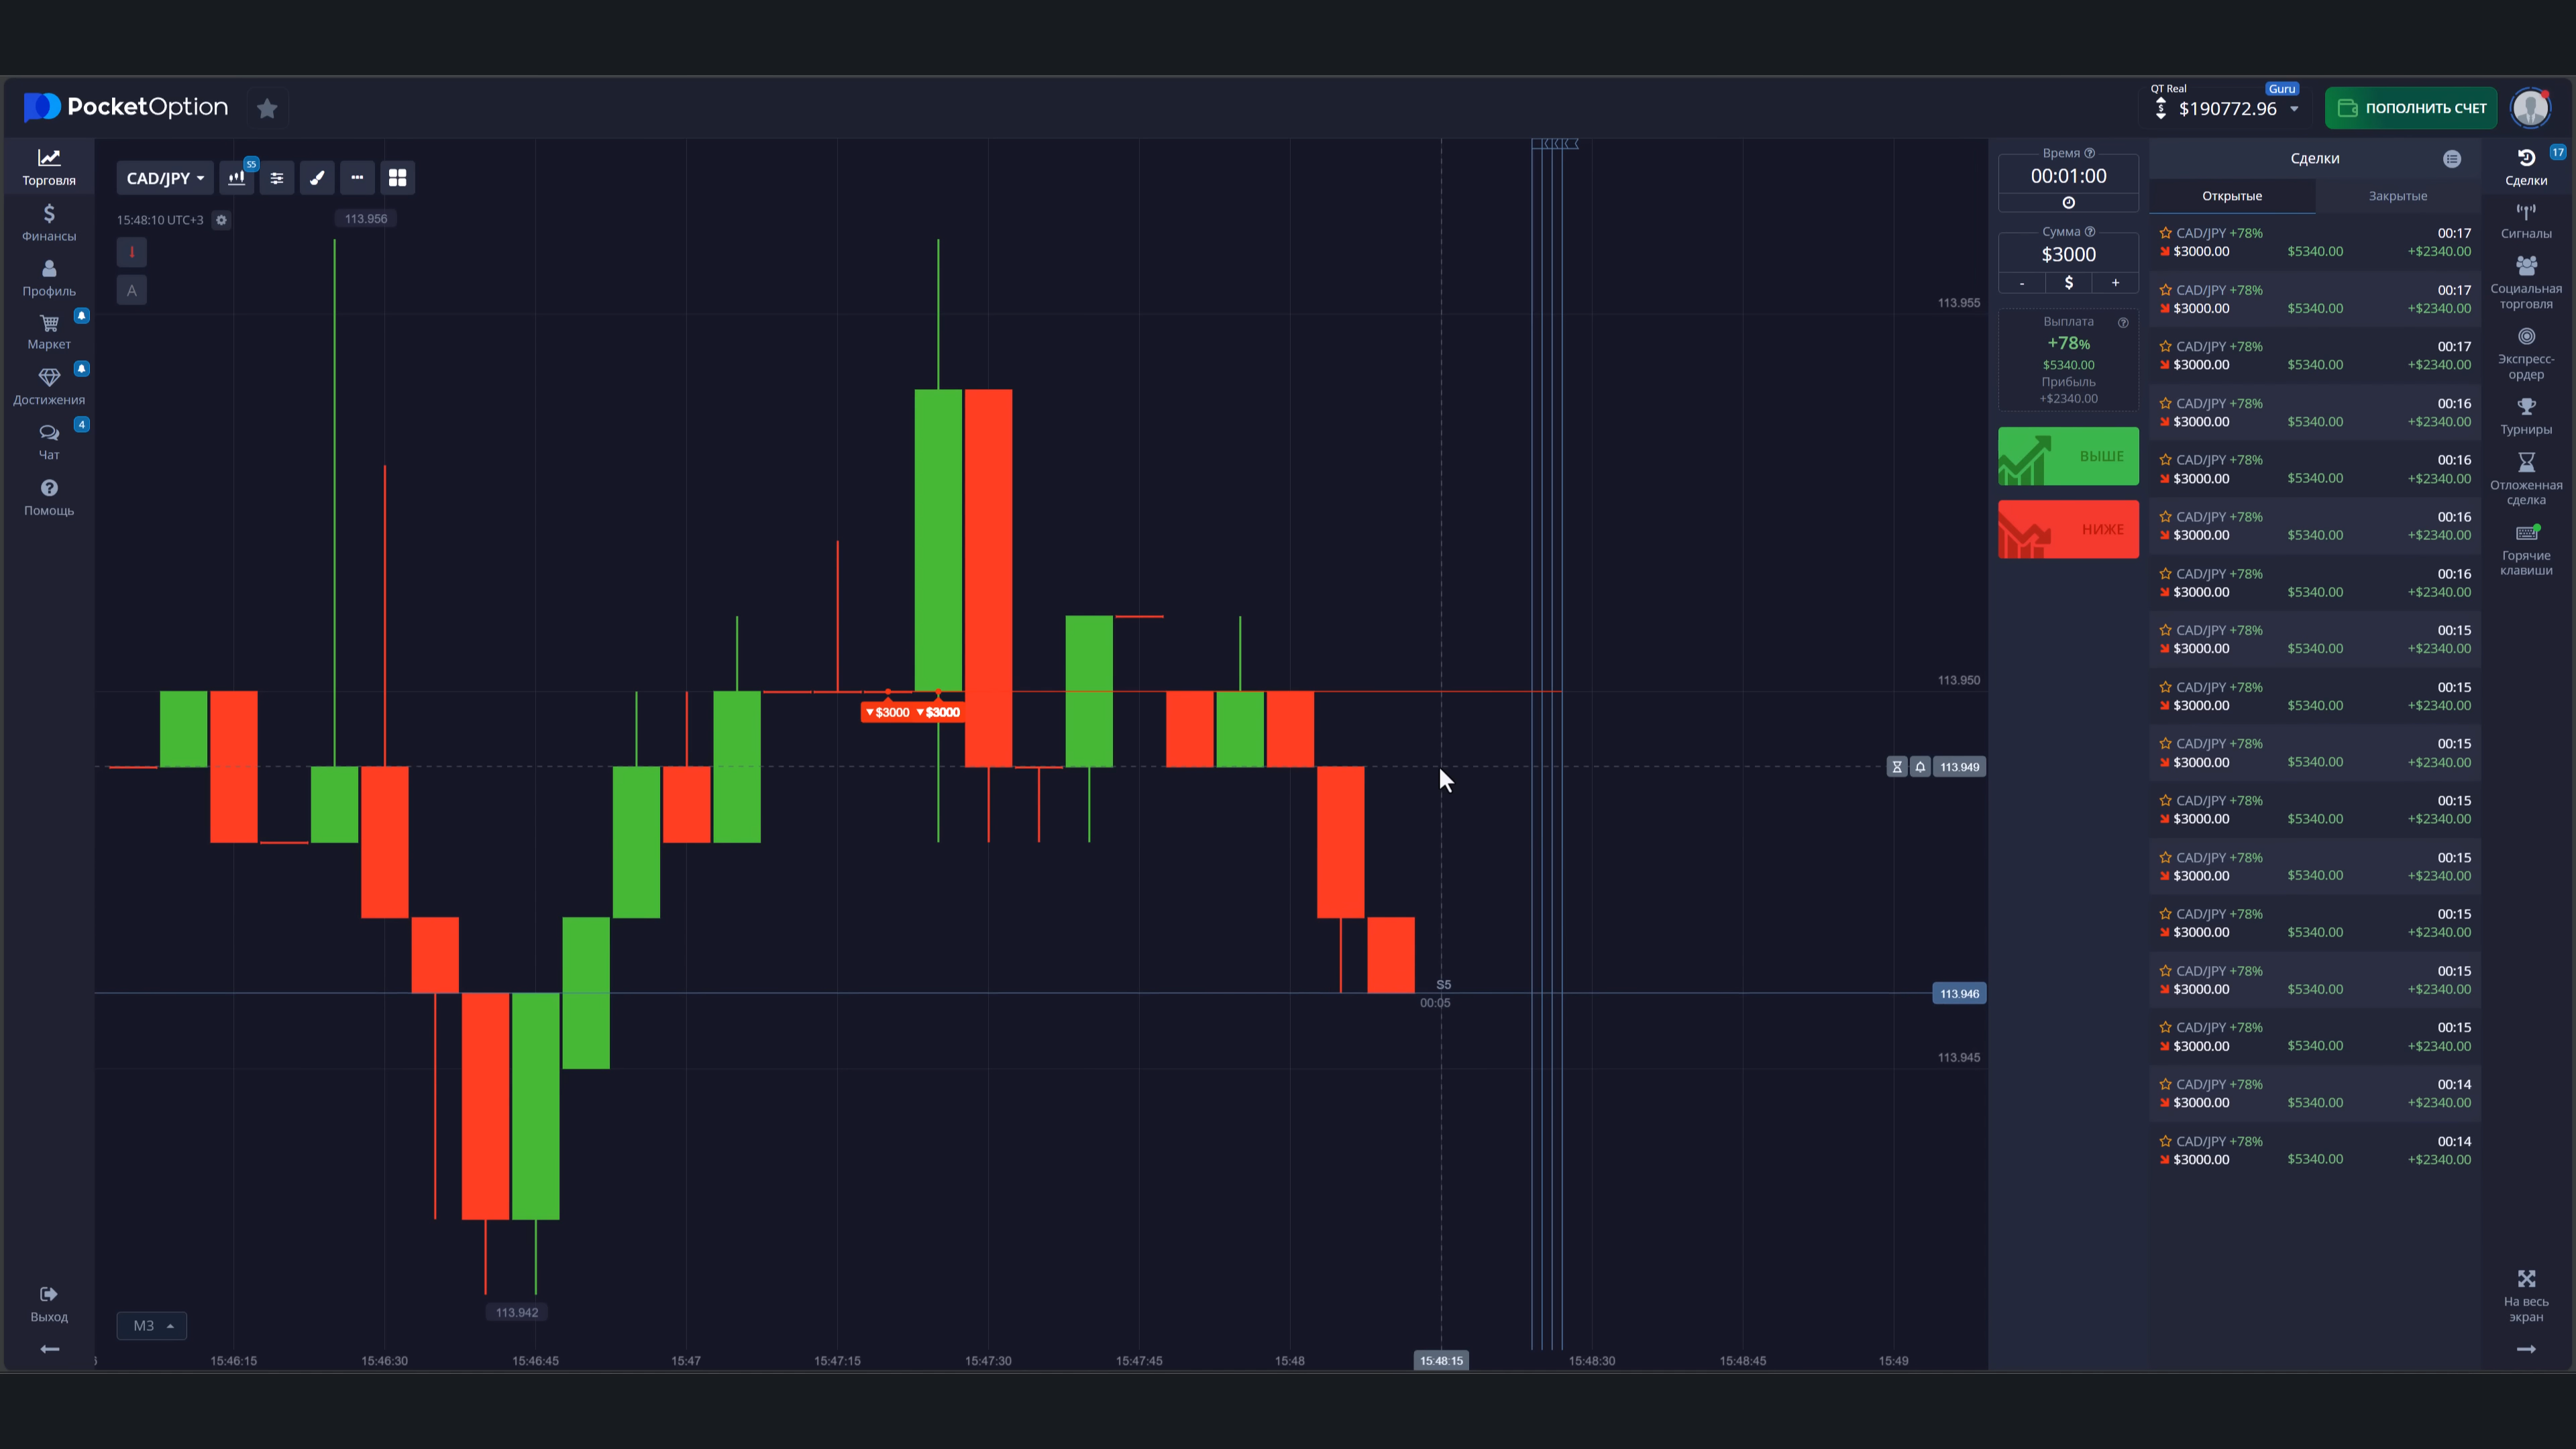 PocketOption
QT Real
Guru
$190772.96
ПОПОЛНИТЬ СЧЕТ
Торговля
Финансы
Профиль
Маркет
Достижения
4
Чат
Помощь
Выход
CAD/JPY
S5
15:48:10 UTC+3
A
113.956
113.955
113.950
113.949
113.946
113.945
113.942
$3000
$3000
S5
00:05
M3
15:46:15
15:46:30
15:46:45
15:47
15:47:15
15:47:30
15:47:45
15:48
15:48:15
15:48:30
15:48:45
15:49
Время
00:01:00
Сумма
$3000
- $ +
Выплата
+78%
$5340.00
Прибыль
+$2340.00
ВЫШЕ
НИЖЕ
Сделки
Открытые
Закрытые
CAD/JPY +78% 00:17
$3000.00 $5340.00 +$2340.00
CAD/JPY +78% 00:17
$3000.00 $5340.00 +$2340.00
CAD/JPY +78% 00:17
$3000.00 $5340.00 +$2340.00
CAD/JPY +78% 00:16
$3000.00 $5340.00 +$2340.00
CAD/JPY +78% 00:16
$3000.00 $5340.00 +$2340.00
CAD/JPY +78% 00:16
$3000.00 $5340.00 +$2340.00
CAD/JPY +78% 00:16
$3000.00 $5340.00 +$2340.00
CAD/JPY +78% 00:15
$3000.00 $5340.00 +$2340.00
CAD/JPY +78% 00:15
$3000.00 $5340.00 +$2340.00
CAD/JPY +78% 00:15
$3000.00 $5340.00 +$2340.00
CAD/JPY +78% 00:15
$3000.00 $5340.00 +$2340.00
CAD/JPY +78% 00:15
$3000.00 $5340.00 +$2340.00
CAD/JPY +78% 00:15
$3000.00 $5340.00 +$2340.00
CAD/JPY +78% 00:15
$3000.00 $5340.00 +$2340.00
CAD/JPY +78% 00:15
$3000.00 $5340.00 +$2340.00
CAD/JPY +78% 00:14
$3000.00 $5340.00 +$2340.00
CAD/JPY +78% 00:14
$3000.00 $5340.00 +$2340.00
17
Сделки
Сигналы
Социальная
торговля
Экспресс-
ордер
Турниры
Отложенная
сделка
Горячие
клавиши
На весь
экран